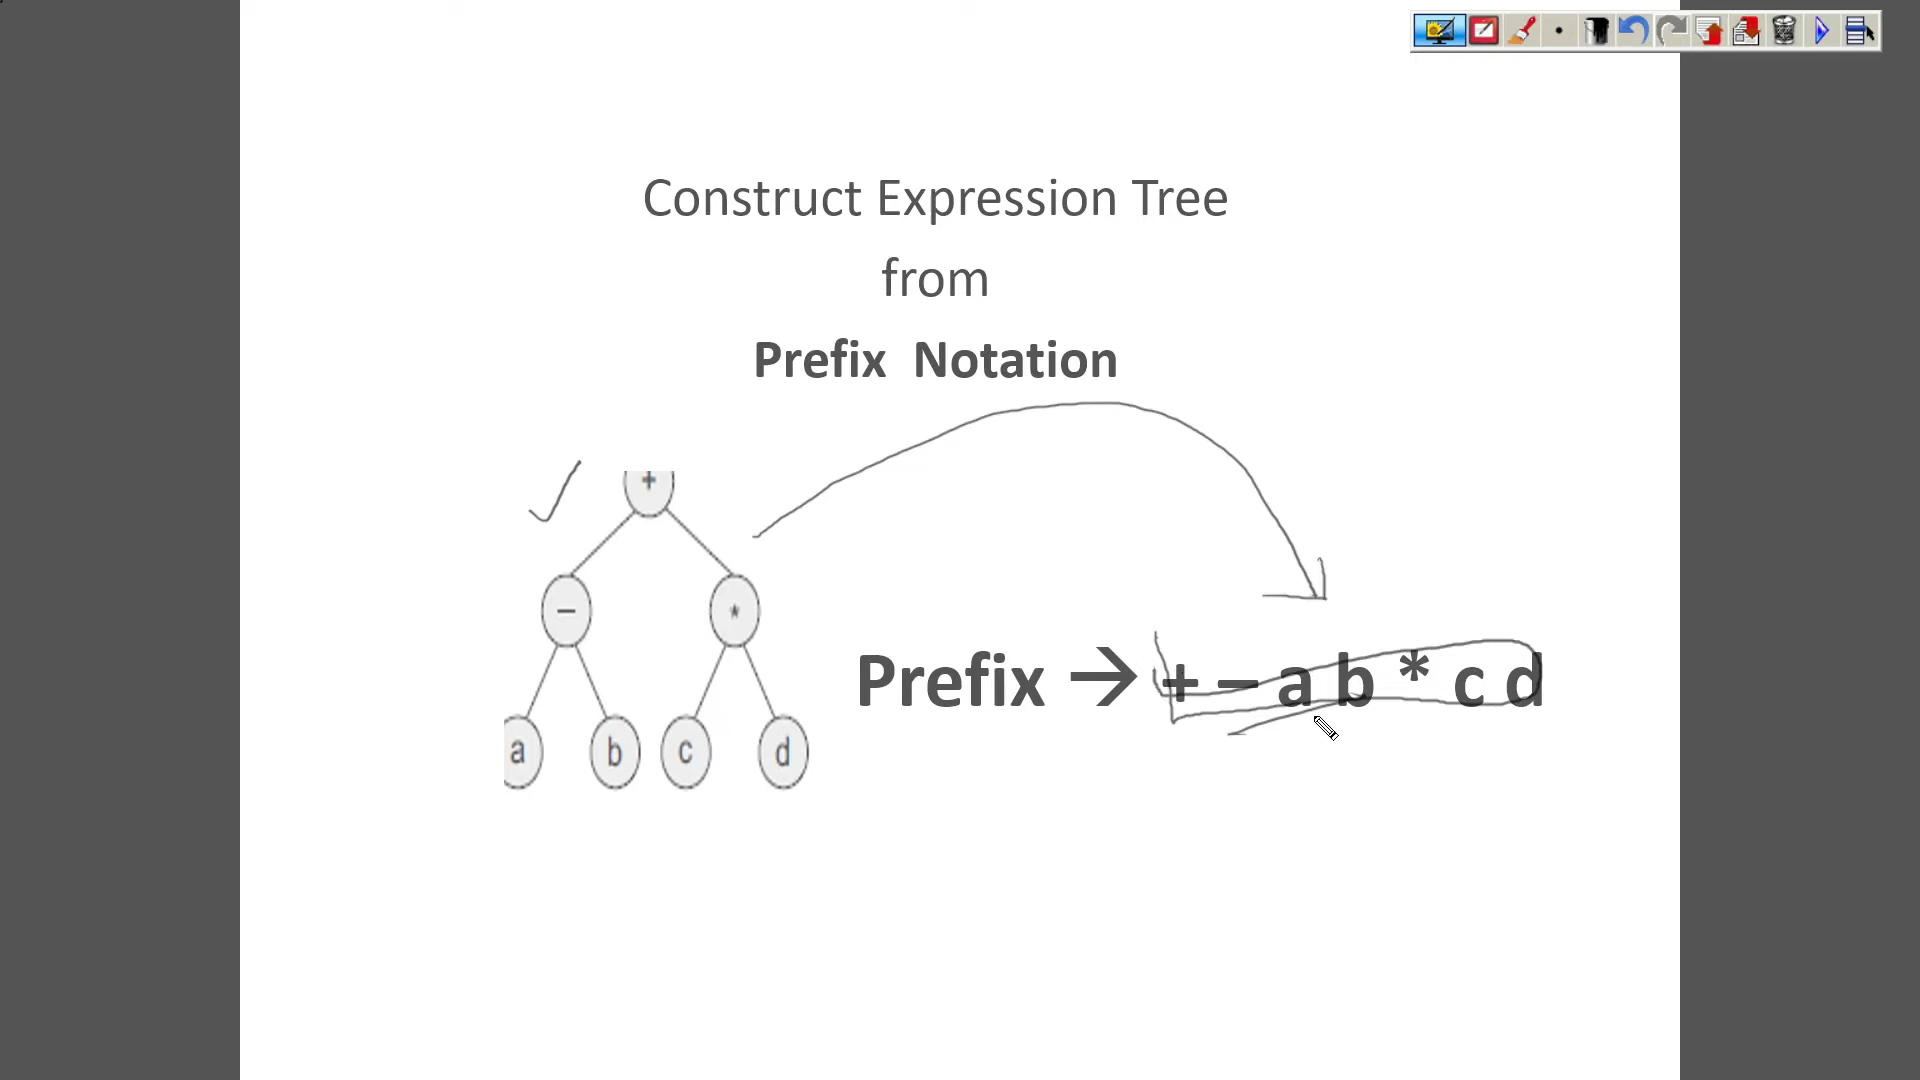 Construct Expression Tree
from
Prefix Notation
+
− *
a b c d
Prefix → + – a b * c d